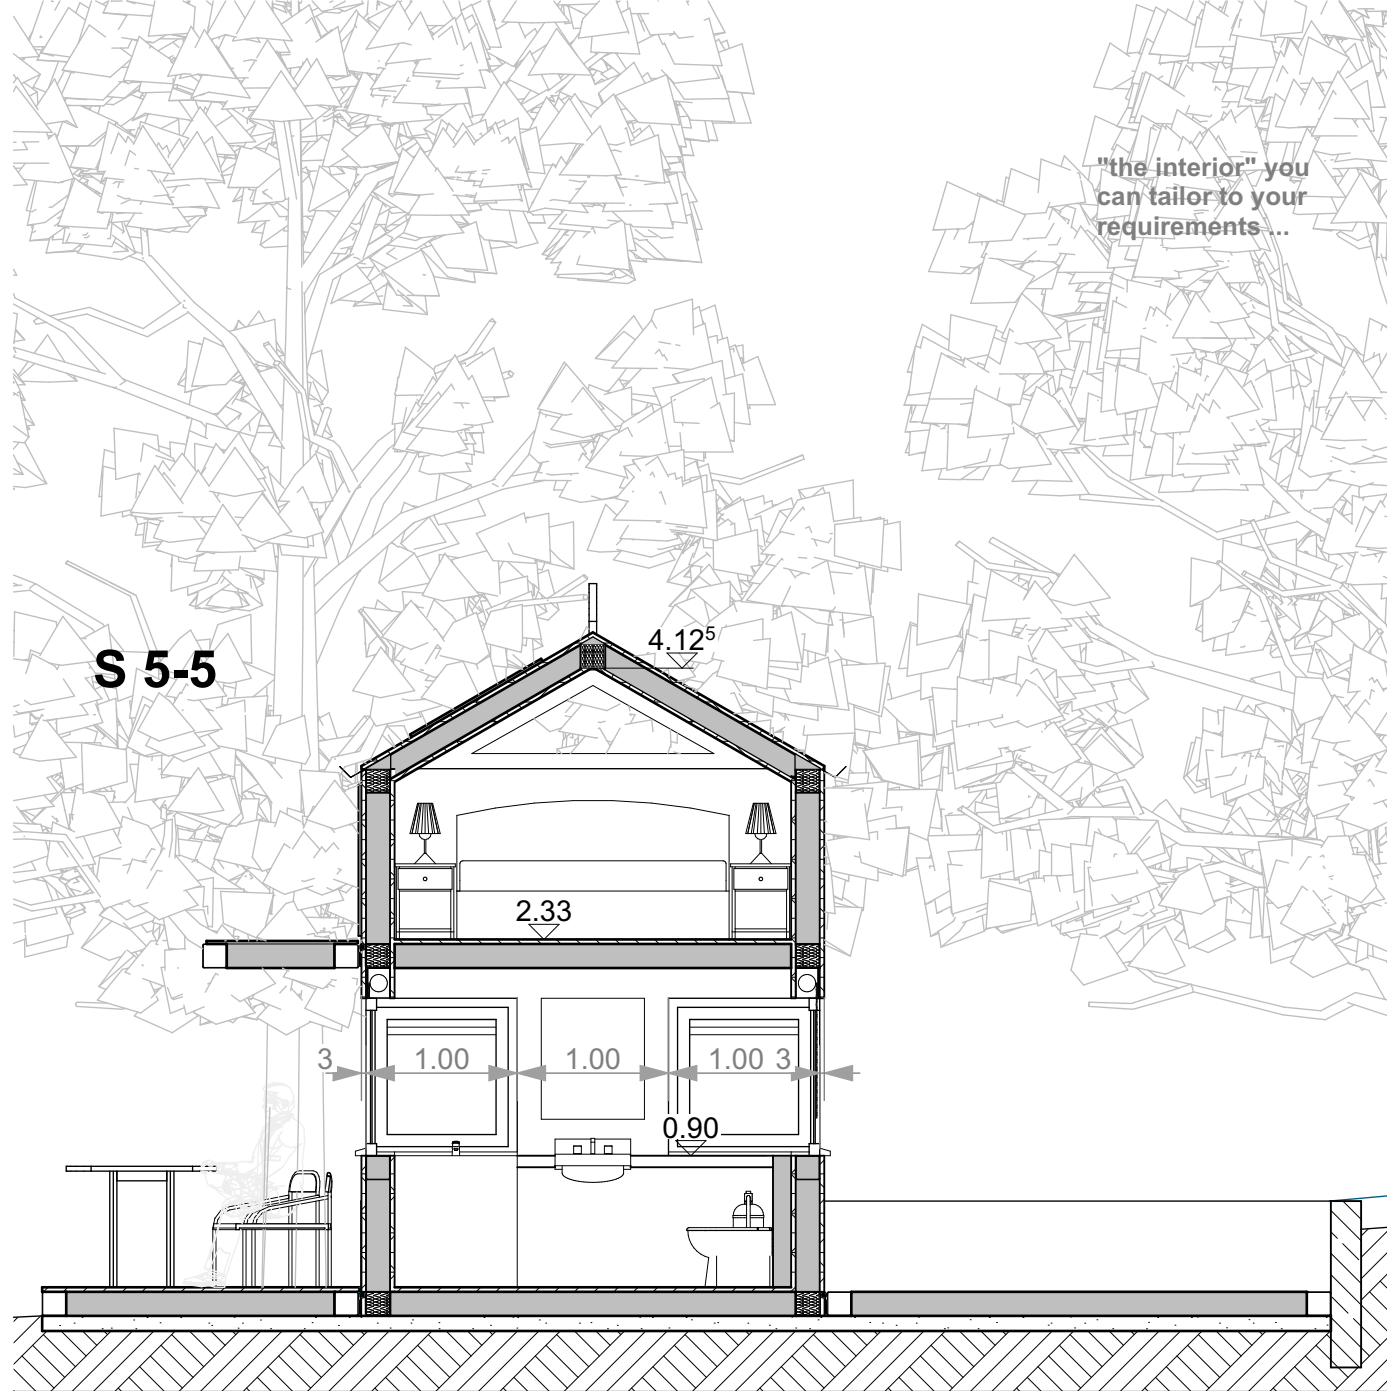 "the interior" you
can tailor to your
requirements ...
4.12⁵
S 5-5
2.33
3 1.00 1.00 1.00 3
0.90